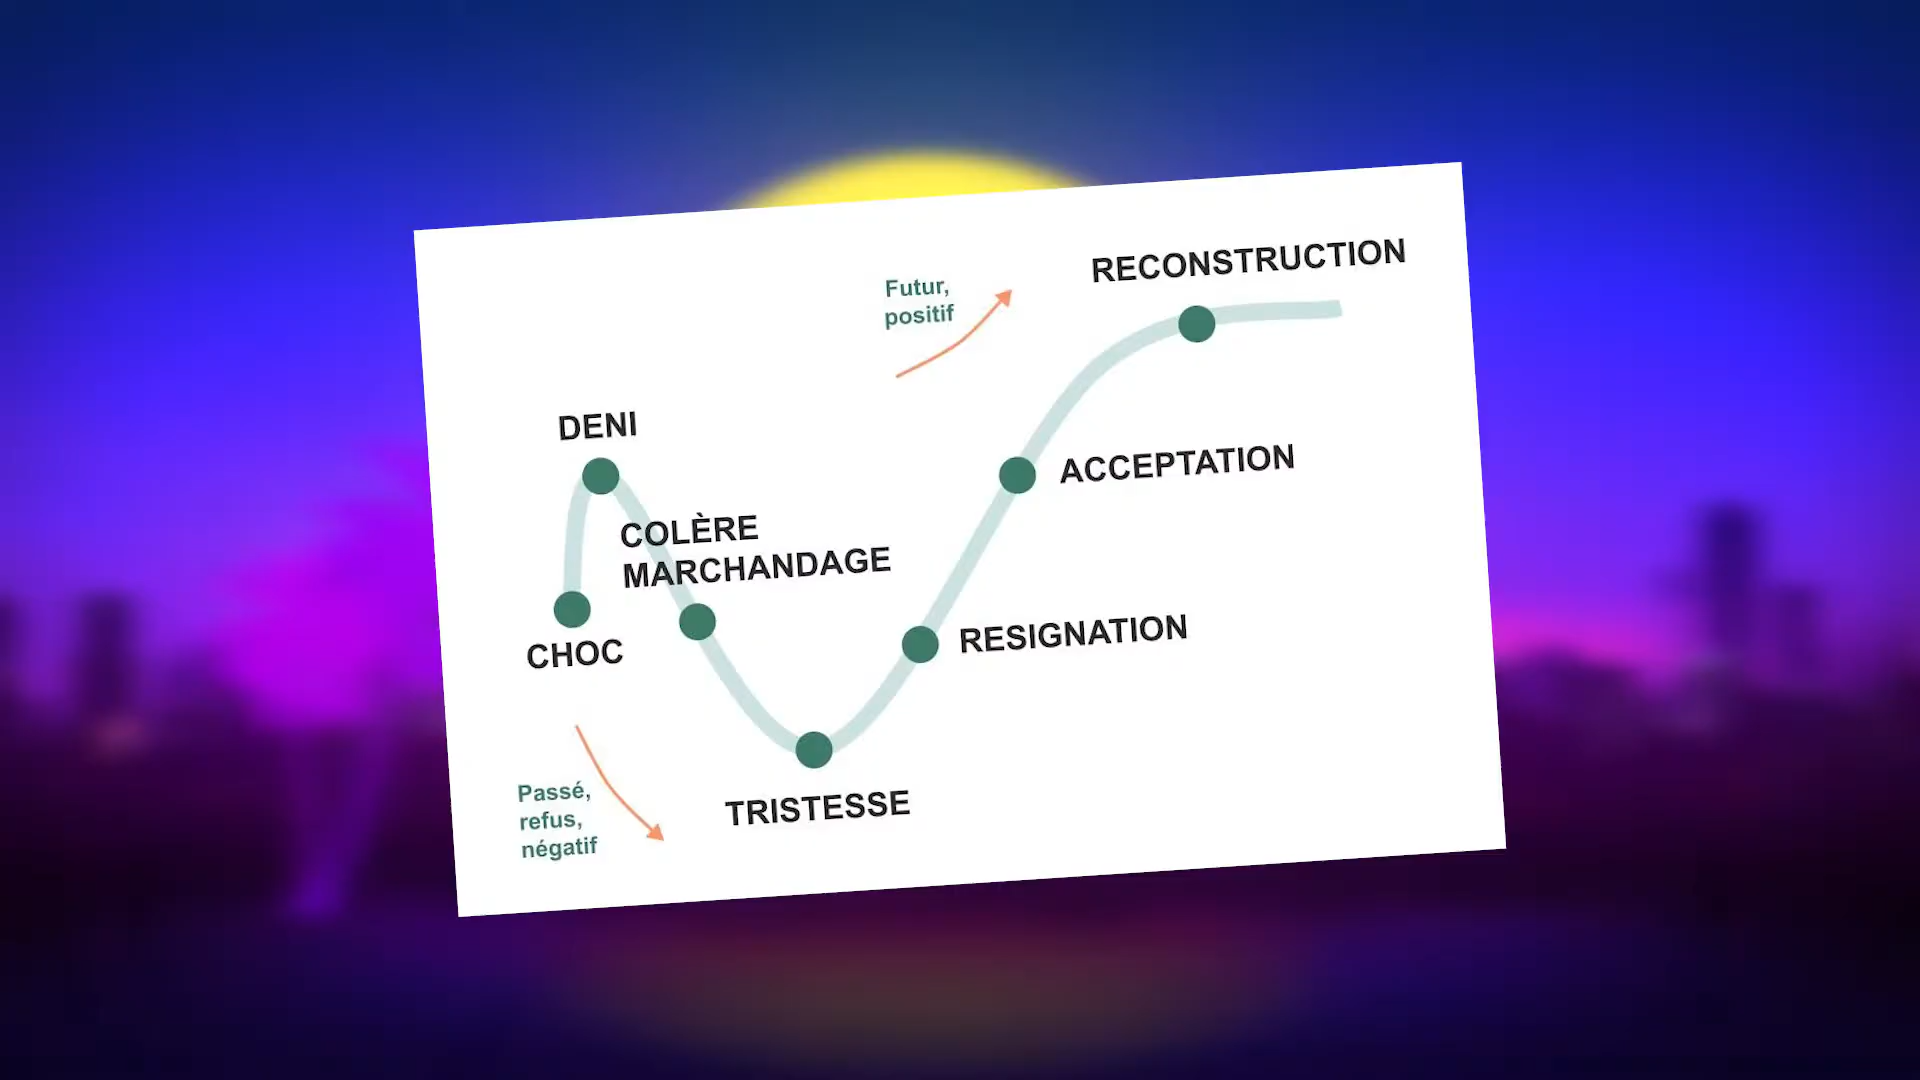 RECONSTRUCTION
Futur,
positif
DENI
ACCEPTATION
COLÈRE
MARCHANDAGE
RESIGNATION
CHOC
Passé,
refus,
négatif
TRISTESSE